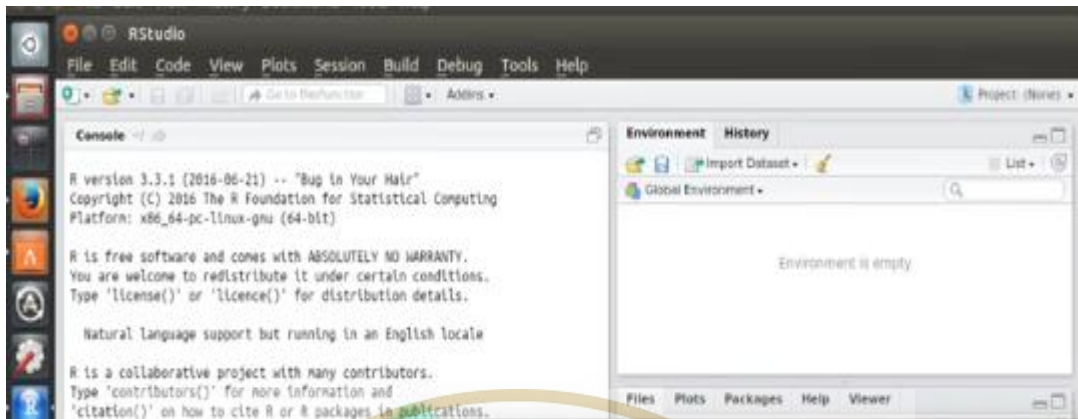 RStudio
File Edit Code View Plots Session Build Debug Tools Help
Go to file/function
Addins
Project: (None)
Console ~/
Environment History
Import Dataset
List
Global Environment
R version 3.3.1 (2016-06-21) -- "Bug in Your Hair"
Copyright (C) 2016 The R Foundation for Statistical Computing
Platform: x86_64-pc-linux-gnu (64-bit)
Environment is empty
R is free software and comes with ABSOLUTELY NO WARRANTY.
You are welcome to redistribute it under certain conditions.
Type 'license()' or 'licence()' for distribution details.
Natural language support but running in an English locale
R is a collaborative project with many contributors.
Type 'contributors()' for more information and
'citation()' on how to cite R or R packages in publications.
Files Plots Packages Help Viewer